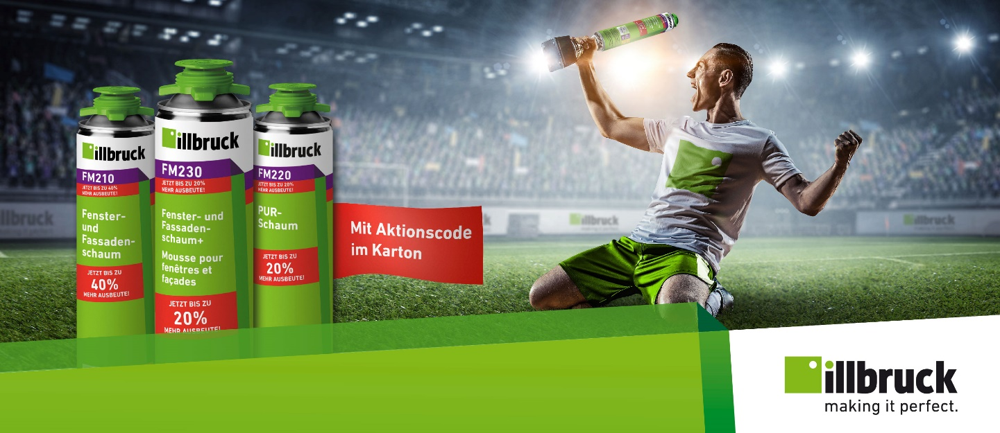 illbruck
FM210
JETZT BIS ZU 40%
MEHR AUSBEUTE!
Fenster-
und
Fassaden-
schaum
JETZT BIS ZU
40%
MEHR AUSBEUTE!
illbruck
FM230
JETZT BIS ZU 20%
MEHR AUSBEUTE!
Fenster- und
Fassaden-
schaum+
Mousse pour
fenêtres et
façades
JETZT BIS ZU
20%
MEHR AUSBEUTE!
illbruck
FM220
JETZT BIS ZU 20%
MEHR AUSBEUTE!
PUR-
Schaum
JETZT BIS ZU
20%
MEHR AUSBEUTE!
Mit Aktionscode
im Karton
illbruck
illbruck
illbruck
illbruck
making it perfect.